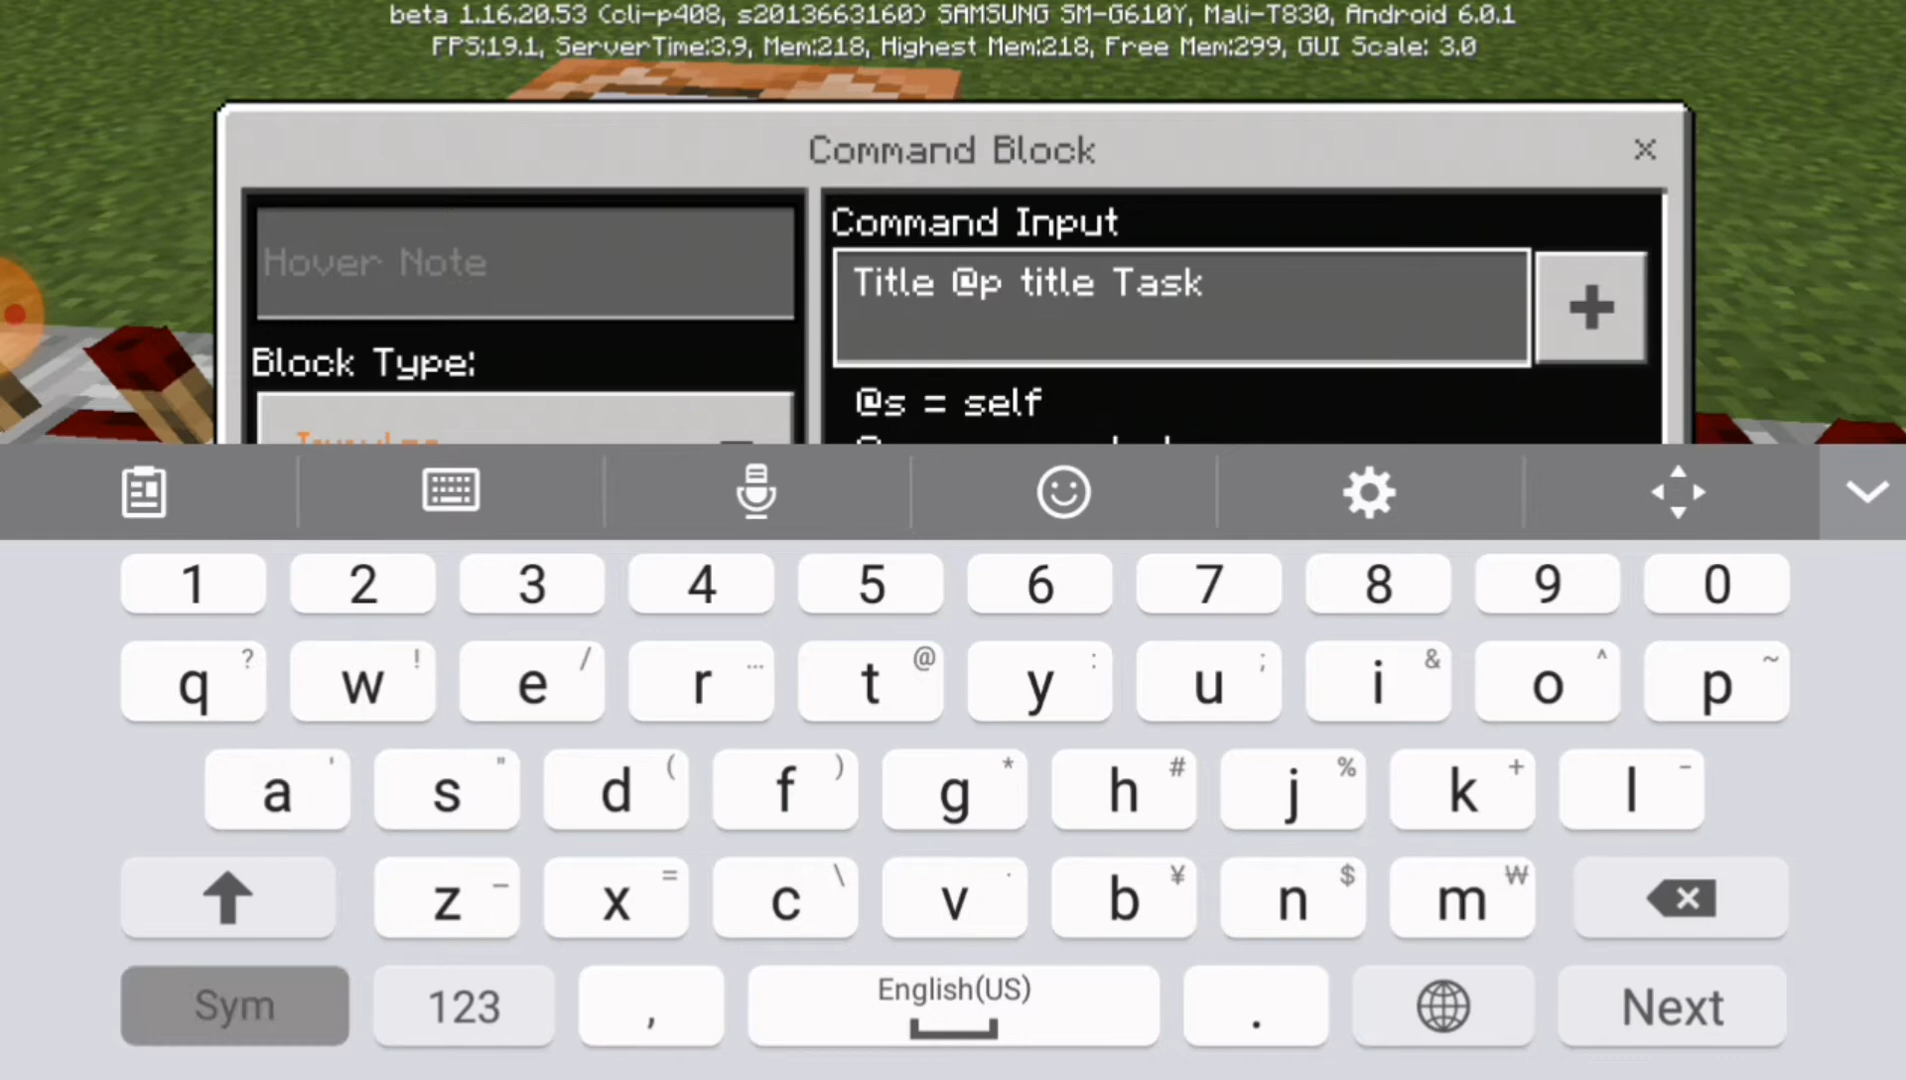 beta 1.16.20.53 (cli-p408, s2013663160) SAMSUNG SM-G610Y, Mali-T830, Android 6.0.1
FPS:19.1, ServerTime:3.9, Mem:218, Highest Mem:218, Free Mem:299, GUI Scale: 3.0
Command Block
Hover Note
Block Type:
Command Input
Title @p title Task
@s = self
1 2 3 4 5 6 7 8 9 0
q ? w ! e / r ... t @ y : u ; i & o ^ p ~
a ' s " d ( f ) g * h # j % k + l -
z _ x = c \ v · b ¥ n $ m ₩
Sym 123 , English(US) . Next